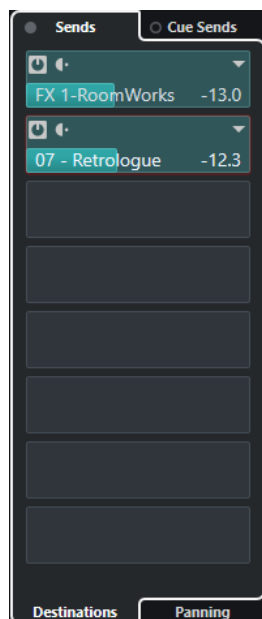 Sends Cue Sends
FX 1-RoomWorks -13.0
07 - Retrologue -12.3
Destinations Panning